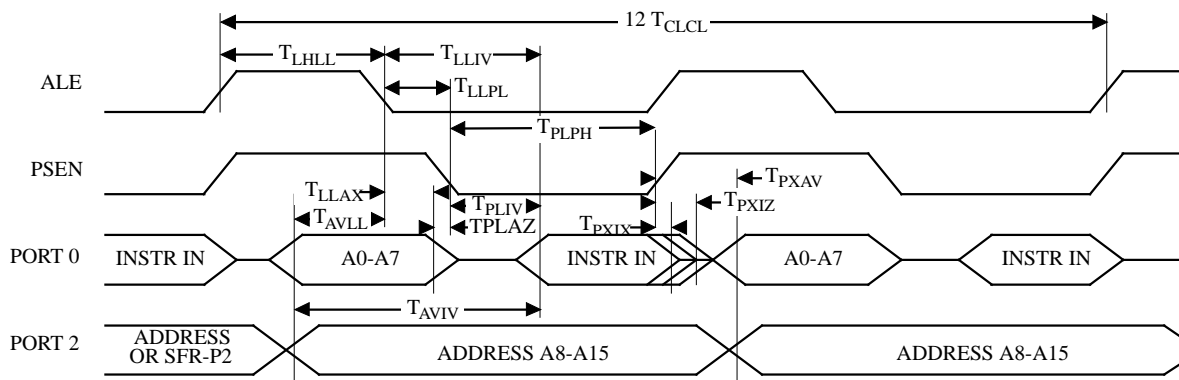 12 TCLCL
TLHLL TLLIV
ALE
TLLPL
TPLPH
PSEN
TLLAX TPXAV
TPLIV TPXIZ
TAVLL TPLAZ TPXIX
PORT 0 INSTR IN A0-A7 INSTR IN A0-A7 INSTR IN
TAVIV
PORT 2 ADDRESS
OR SFR-P2 ADDRESS A8-A15 ADDRESS A8-A15